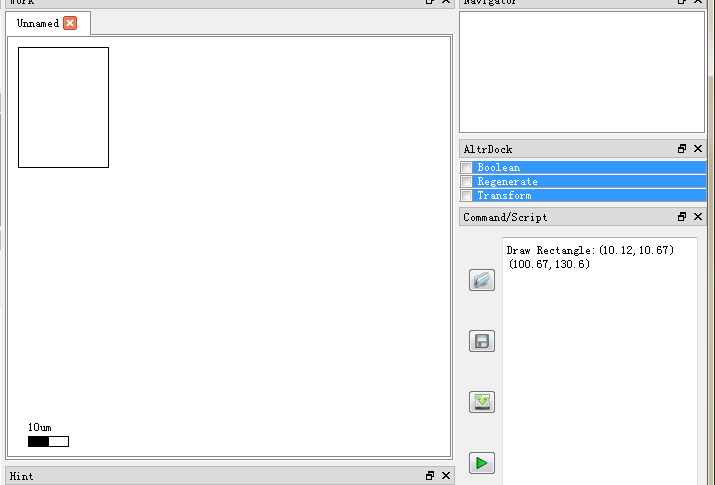 Work
Navigator
Unnamed
AltrDock
Boolean
Regenerate
Transform
Command/Script
Draw Rectangle:(10.12,10.67)
(100.67,130.6)
10um
Hint